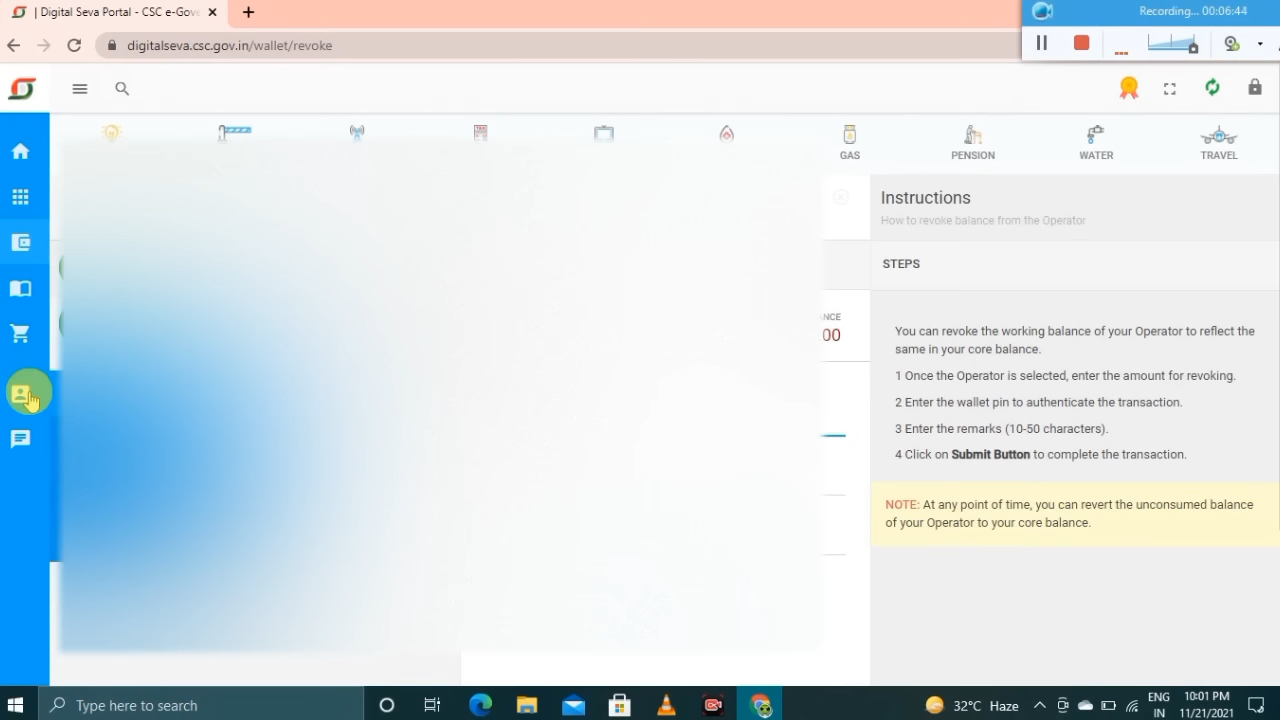 | Digital Seva Portal - CSC e-Gove
Recording... 00:06:44
digitalseva.csc.gov.in/wallet/revoke
GAS
PENSION
WATER
TRAVEL
Instructions
How to revoke balance from the Operator
STEPS
NCE
00
You can revoke the working balance of your Operator to reflect the
same in your core balance.
1 Once the Operator is selected, enter the amount for revoking.
2 Enter the wallet pin to authenticate the transaction.
3 Enter the remarks (10-50 characters).
4 Click on Submit Button to complete the transaction.
NOTE: At any point of time, you can revert the unconsumed balance
of your Operator to your core balance.
Type here to search
32°C Haze
ENG
IN
10:01 PM
11/21/2021